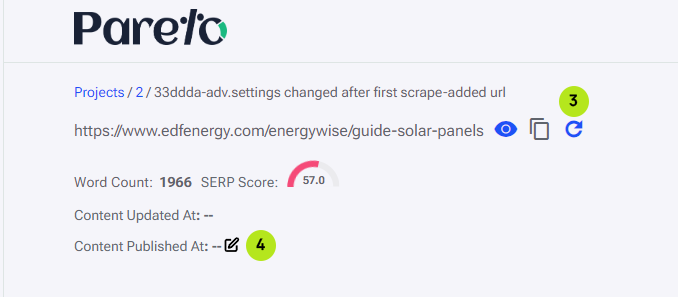 Pareto
Projects / 2 / 33ddda-adv.settings changed after first scrape-added url
3
https://www.edfenergy.com/energywise/guide-solar-panels
Word Count: 1966 SERP Score: 57.0
Content Updated At: --
Content Published At: -- 4